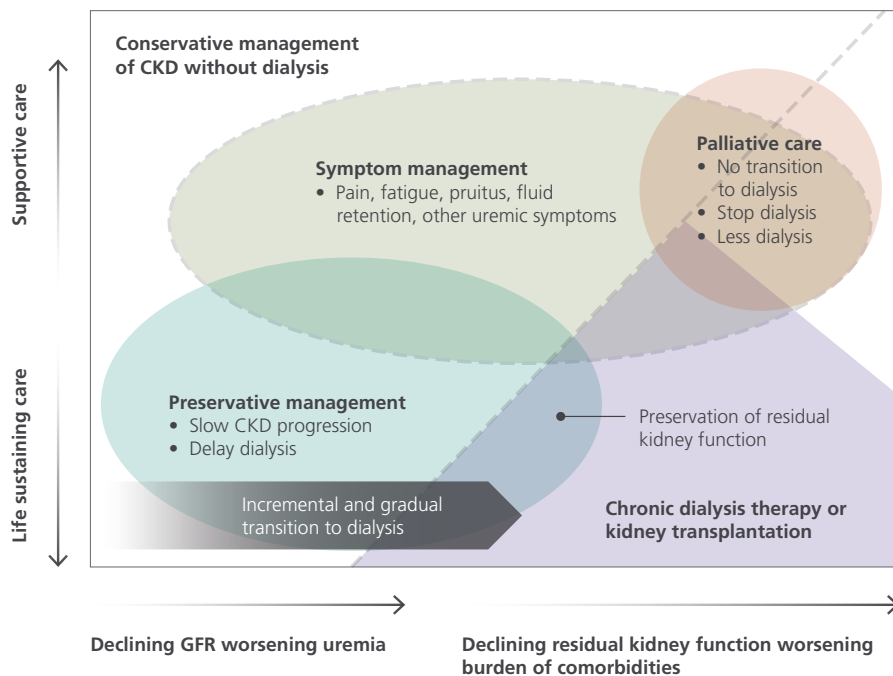 Conservative management
of CKD without dialysis
Supportive care
Life sustaining care
Symptom management
• Pain, fatigue, pruitus, fluid
retention, other uremic symptoms
Palliative care
• No transition
to dialysis
• Stop dialysis
• Less dialysis
Preservative management
• Slow CKD progression
• Delay dialysis
Preservation of residual
kidney function
Incremental and gradual
transition to dialysis
Chronic dialysis therapy or
kidney transplantation
Declining GFR worsening uremia
Declining residual kidney function worsening
burden of comorbidities